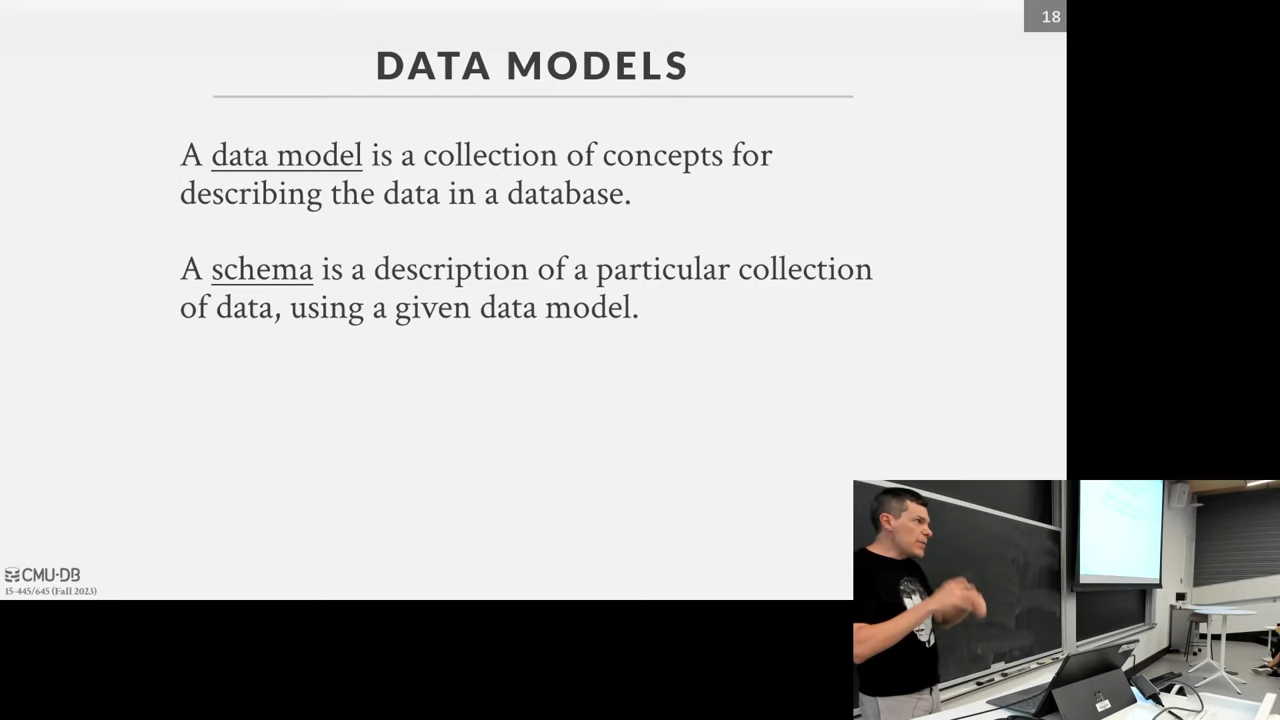 18
DATA MODELS
A data model is a collection of concepts for
describing the data in a database.
A schema is a description of a particular collection
of data, using a given data model.
CMU·DB
15-445/645 (Fall 2023)